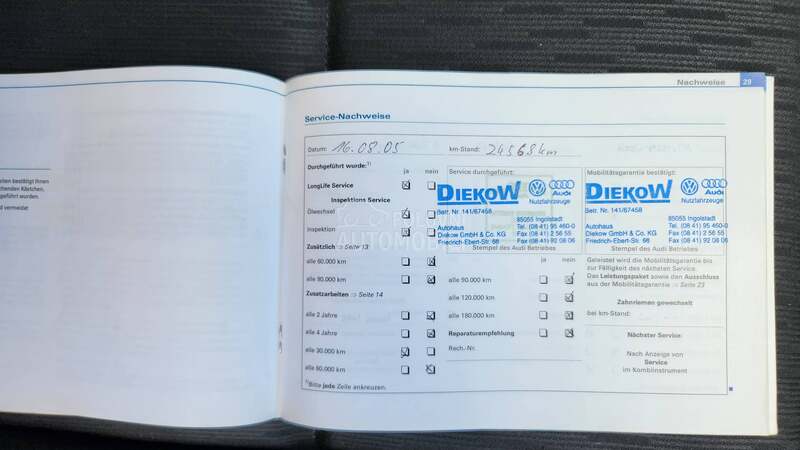 Nachweise 29
Service-Nachweise
Datum: 16.08.05 km-Stand: 24565 km
Durchgeführt wurde:¹⁾ ja nein
LongLife Service
Inspektions Service
Ölwechsel
Inspektion
Zusätzlich ⇒ Seite 13
alle 60.000 km
alle 90.000 km
Zusatzarbeiten ⇒ Seite 14
alle 2 Jahre
alle 4 Jahre
alle 30.000 km
alle 60.000 km
¹⁾Bitte jede Zeile ankreuzen.
Service durchgeführt:
DIEKOW Audi
Nutzfahrzeuge
Betr. Nr. 141/67458
85055 Ingolstadt
Autohaus Tel. (08 41) 95 460-0
Diekow GmbH & Co. KG Fax (08 41) 2 56 55
Friedrich-Ebert-Str. 66 Fax (08 41) 9 82 08 06
Stempel des Audi Betriebes
ja nein
alle 90.000 km
alle 120.000 km
alle 180.000 km
Reparaturempfehlung
Rech.-Nr.
Mobilitätsgarantie bestätigt:
DIEKOW Audi
Nutzfahrzeuge
Betr. Nr. 141/67458
85055 Ingolstadt
Autohaus Tel. (08 41) 95 460-0
Diekow GmbH & Co. KG Fax (08 41) 2 56 55
Friedrich-Ebert-Str. 66
Stempel des Audi Betriebes
Geleistet wird die Mobilitätsgarantie bis
zur Fälligkeit des nächsten Service.
Das Leistungspaket sowie den Ausschluss
aus der Mobilitätsgarantie ⇒ Seite 23
Zahnriemen gewechselt
bei km-Stand:
Nächster Service:
Nach Anzeige von
Service
im Kombiinstrument